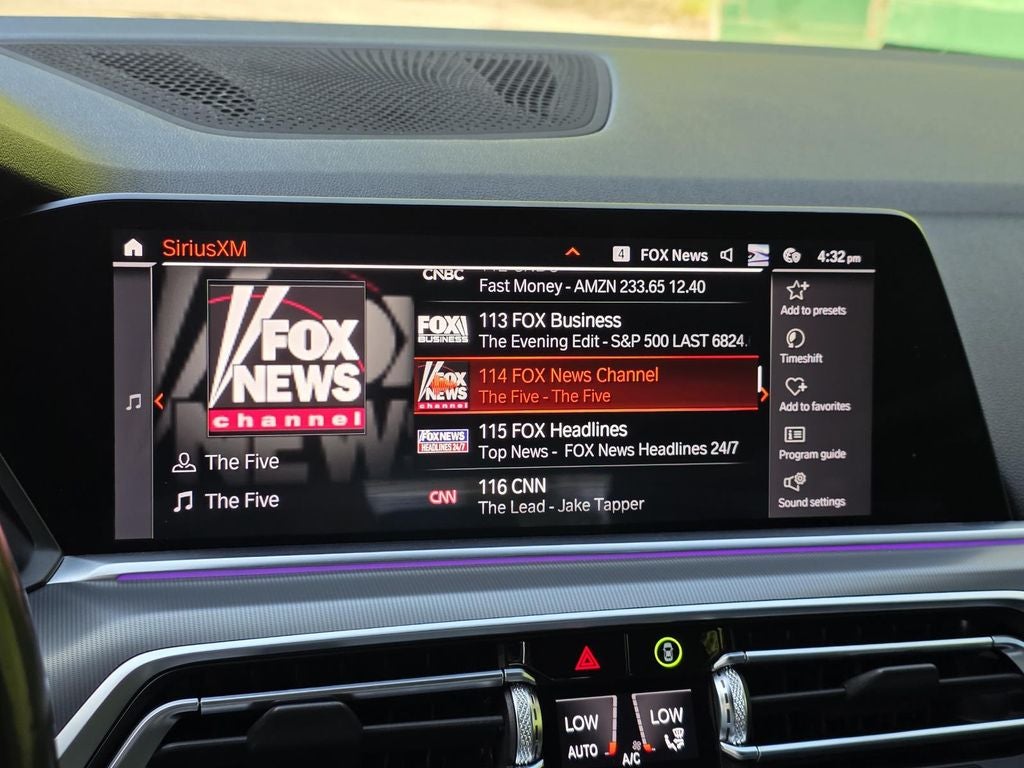 SiriusXM
4 FOX News 4:32 pm
FOX
NEWS
channel
The Five
The Five
CNBC
Fast Money - AMZN 233.65 12.40
FOX
BUSINESS
113 FOX Business
The Evening Edit - S&P 500 LAST 6824.
FOX
NEWS
channel
114 FOX News Channel
The Five - The Five
FOX NEWS
HEADLINES 24/7
115 FOX Headlines
Top News - FOX News Headlines 24/7
CNN
116 CNN
The Lead - Jake Tapper
Add to presets
Timeshift
Add to favorites
Program guide
Sound settings
LOW
AUTO
A/C
LOW